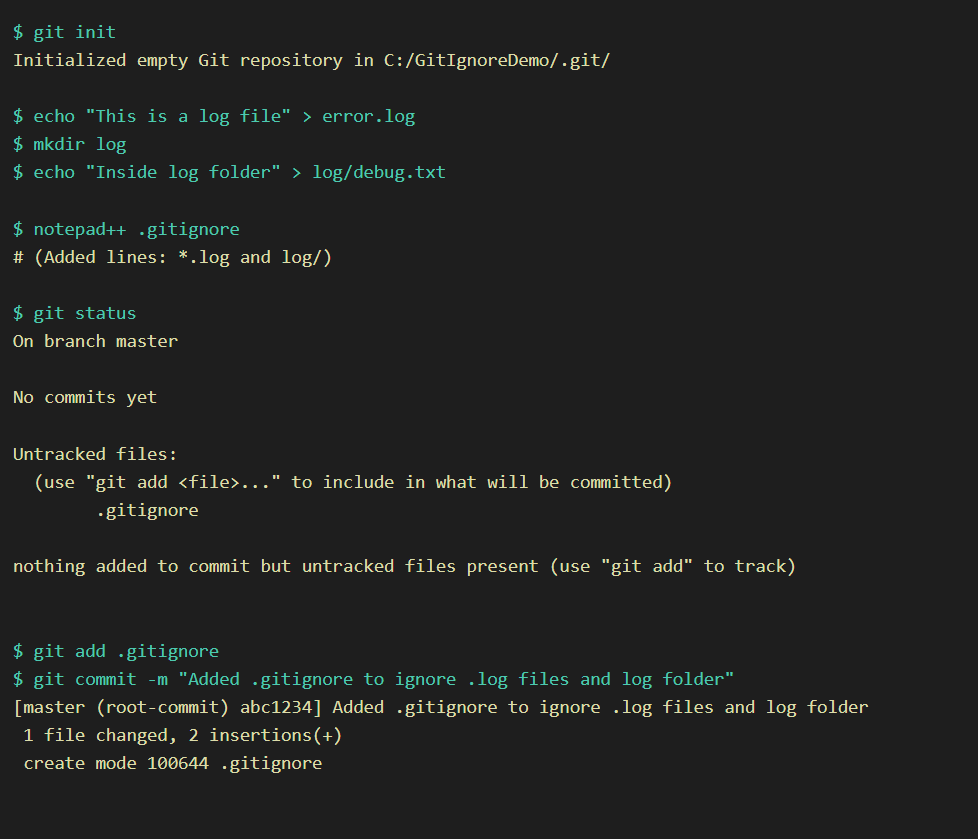 $ git init
Initialized empty Git repository in C:/GitIgnoreDemo/.git/
$ echo "This is a log file" > error.log
$ mkdir log
$ echo "Inside log folder" > log/debug.txt
$ notepad++ .gitignore
# (Added lines: *.log and log/)
$ git status
On branch master
No commits yet
Untracked files:
  (use "git add <file>..." to include in what will be committed)
        .gitignore
nothing added to commit but untracked files present (use "git add" to track)
$ git add .gitignore
$ git commit -m "Added .gitignore to ignore .log files and log folder"
[master (root-commit) abc1234] Added .gitignore to ignore .log files and log folder
 1 file changed, 2 insertions(+)
 create mode 100644 .gitignore